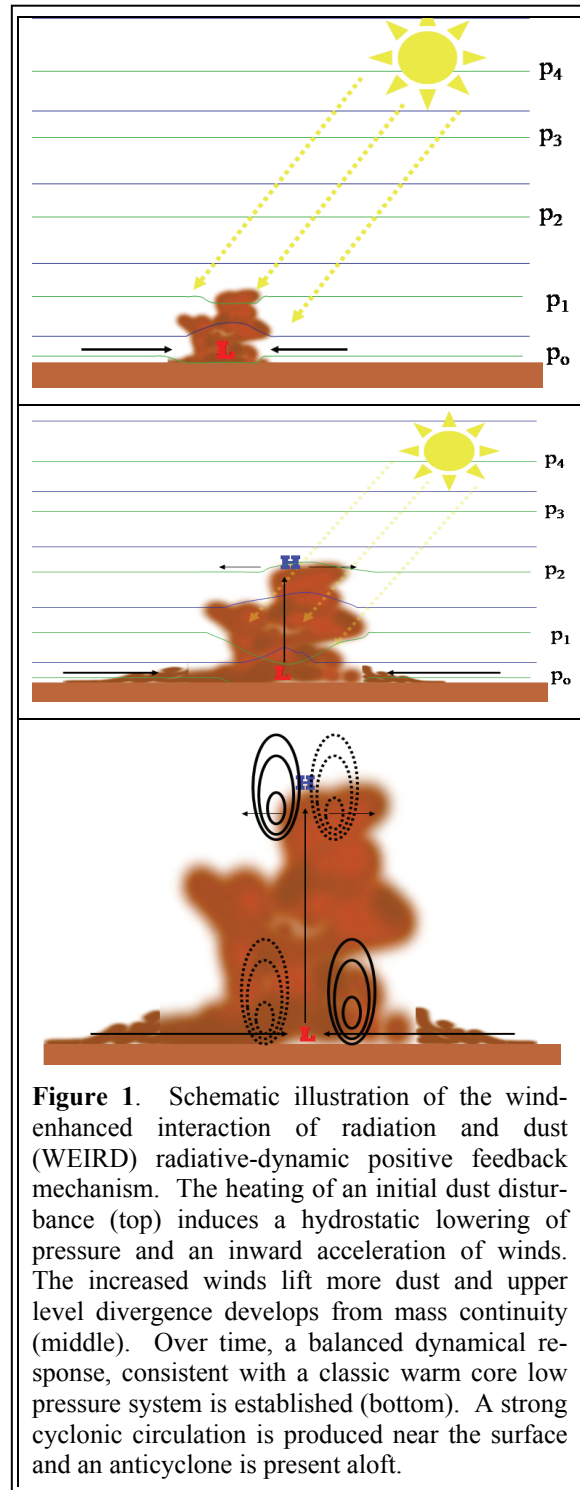 p4
p3
p2
p1
L
po
p4
p3
H
p2
p1
L
po
H
L
Figure 1. Schematic illustration of the wind-
enhanced interaction of radiation and dust
(WEIRD) radiative-dynamic positive feedback
mechanism. The heating of an initial dust distur-
bance (top) induces a hydrostatic lowering of
pressure and an inward acceleration of winds.
The increased winds lift more dust and upper
level divergence develops from mass continuity
(middle). Over time, a balanced dynamical re-
sponse, consistent with a classic warm core low
pressure system is established (bottom). A strong
cyclonic circulation is produced near the surface
and an anticyclone is present aloft.